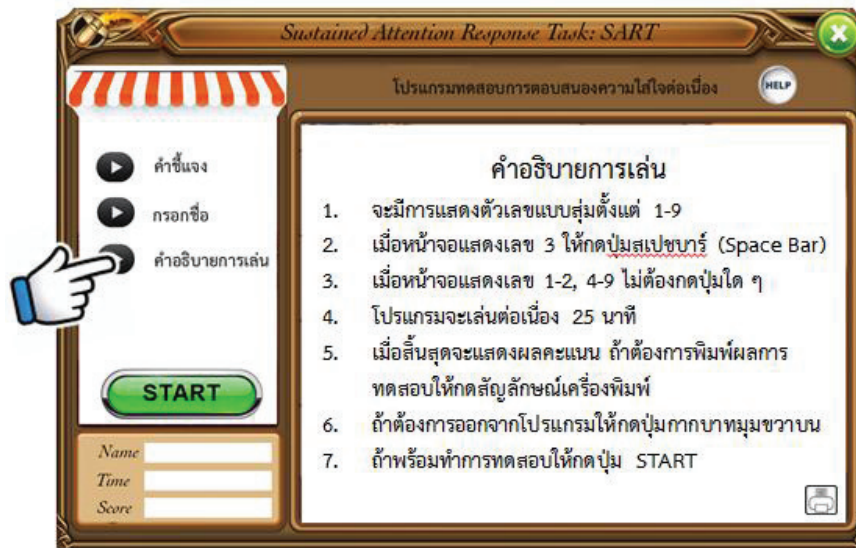 Sustained Attention Response Task: SART
โปรแกรมทดสอบการตอบสนองความใส่ใจต่อเนื่อง
HELP
คำชี้แจง
กรอกชื่อ
คำอธิบายการเล่น
START
Name
Time
Score
คำอธิบายการเล่น
1. จะมีการแสดงตัวเลขแบบสุ่มตั้งแต่ 1-9
2. เมื่อหน้าจอแสดงเลข 3 ให้กดปุ่มสเปชบาร์ (Space Bar)
3. เมื่อหน้าจอแสดงเลข 1-2, 4-9 ไม่ต้องกดปุ่มใด ๆ
4. โปรแกรมจะเล่นต่อเนื่อง 25 นาที
5. เมื่อสิ้นสุดจะแสดงผลคะแนน ถ้าต้องการพิมพ์ผลการ
ทดสอบให้กดสัญลักษณ์เครื่องพิมพ์
6. ถ้าต้องการออกจากโปรแกรมให้กดปุ่มกากบาทมุมขวาบน
7. ถ้าพร้อมทำการทดสอบให้กดปุ่ม START